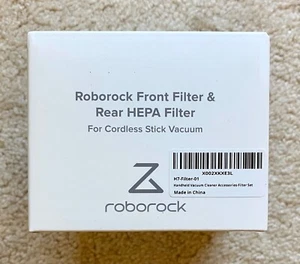 Roborock Front Filter &
Rear HEPA Filter
For Cordless Stick Vacuum
X002XKXE3L
HT-Filter-01
Handheld Vacuum Cleaner Accessories-Filter Set
Made in China
roborock